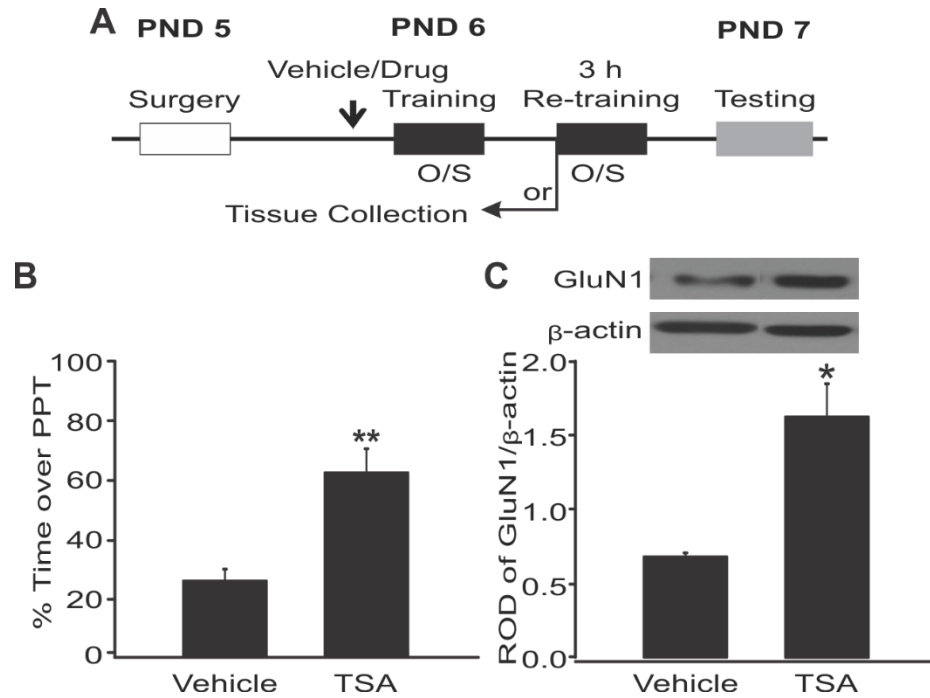 A
PND 5 PND 6 PND 7
Vehicle/Drug 3 h
Surgery Training Re-training Testing
O/S O/S
or
Tissue Collection
B
% Time over PPT
100
80
60
40
20
0
**
Vehicle TSA
C
GluN1
β-actin
ROD of GluN1/β-actin
2.0
1.5
1.0
0.5
0.0
*
Vehicle TSA